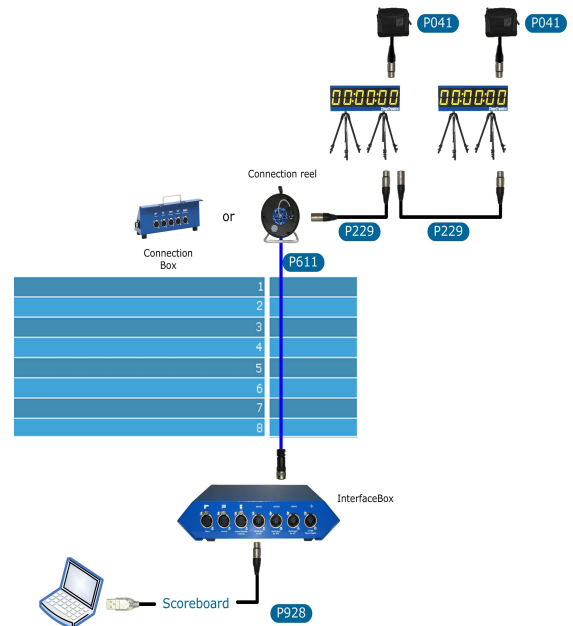 P041
P041
00:00:00
00:00:00
Connection reel
or
Connection
Box
P229
P229
P611
1
2
3
4
5
6
7
8
InterfaceBox
Scoreboard
P928